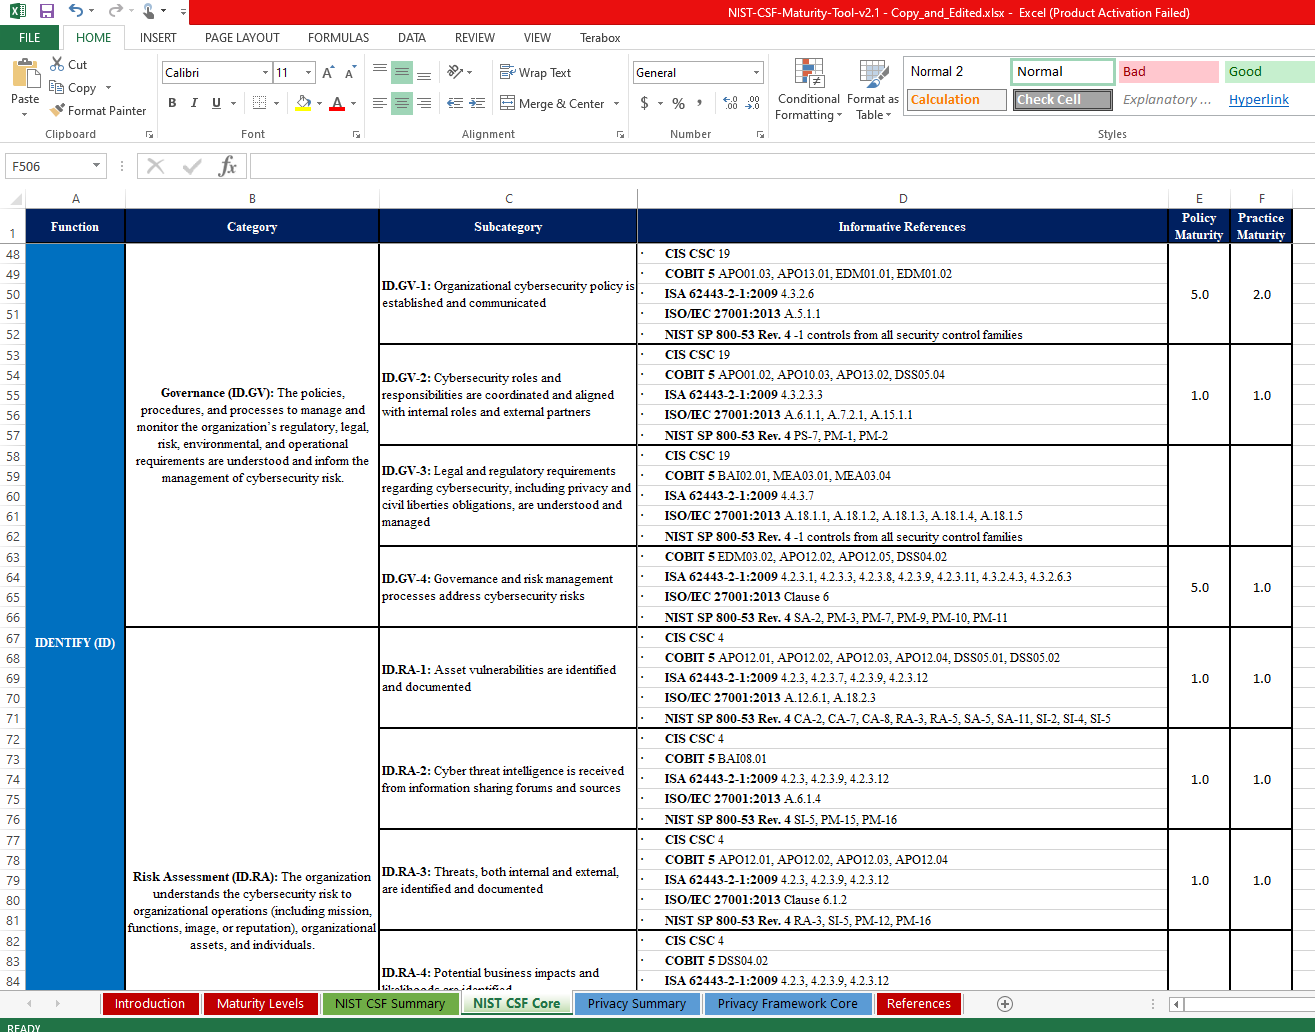 NIST-CSF-Maturity-Tool-v2.1 - Copy_and_Edited.xlsx - Excel (Product Activation Failed)
FILE HOME INSERT PAGE LAYOUT FORMULAS DATA REVIEW VIEW Terabox
Paste
Cut
Copy
Format Painter
Clipboard
Calibri 11
B I U
Font
Wrap Text
Merge & Center
Alignment
General
$ % ,
Number
Conditional Formatting
Format as Table
Normal 2 Normal Bad Good
Calculation Check Cell Explanatory ... Hyperlink
Styles
F506 fx
A B C D E F
1 Function Category Subcategory Informative References Policy Maturity Practice Maturity
IDENTIFY (ID)
Governance (ID.GV): The policies,
procedures, and processes to manage and
monitor the organization's regulatory, legal,
risk, environmental, and operational
requirements are understood and inform the
management of cybersecurity risk.
ID.GV-1: Organizational cybersecurity policy is
established and communicated
48 · CIS CSC 19
49 · COBIT 5 APO01.03, APO13.01, EDM01.01, EDM01.02
50 · ISA 62443-2-1:2009 4.3.2.6
51 · ISO/IEC 27001:2013 A.5.1.1
52 · NIST SP 800-53 Rev. 4 -1 controls from all security control families
5.0 2.0
ID.GV-2: Cybersecurity roles and
responsibilities are coordinated and aligned
with internal roles and external partners
53 · CIS CSC 19
54 · COBIT 5 APO01.02, APO10.03, APO13.02, DSS05.04
55 · ISA 62443-2-1:2009 4.3.2.3.3
56 · ISO/IEC 27001:2013 A.6.1.1, A.7.2.1, A.15.1.1
57 · NIST SP 800-53 Rev. 4 PS-7, PM-1, PM-2
1.0 1.0
ID.GV-3: Legal and regulatory requirements
regarding cybersecurity, including privacy and
civil liberties obligations, are understood and
managed
58 · CIS CSC 19
59 · COBIT 5 BAI02.01, MEA03.01, MEA03.04
60 · ISA 62443-2-1:2009 4.4.3.7
61 · ISO/IEC 27001:2013 A.18.1.1, A.18.1.2, A.18.1.3, A.18.1.4, A.18.1.5
62 · NIST SP 800-53 Rev. 4 -1 controls from all security control families
ID.GV-4: Governance and risk management
processes address cybersecurity risks
63 · COBIT 5 EDM03.02, APO12.02, APO12.05, DSS04.02
64 · ISA 62443-2-1:2009 4.2.3.1, 4.2.3.3, 4.2.3.8, 4.2.3.9, 4.2.3.11, 4.3.2.4.3, 4.3.2.6.3
65 · ISO/IEC 27001:2013 Clause 6
66 · NIST SP 800-53 Rev. 4 SA-2, PM-3, PM-7, PM-9, PM-10, PM-11
5.0 1.0
Risk Assessment (ID.RA): The organization
understands the cybersecurity risk to
organizational operations (including mission,
functions, image, or reputation), organizational
assets, and individuals.
ID.RA-1: Asset vulnerabilities are identified
and documented
67 · CIS CSC 4
68 · COBIT 5 APO12.01, APO12.02, APO12.03, APO12.04, DSS05.01, DSS05.02
69 · ISA 62443-2-1:2009 4.2.3, 4.2.3.7, 4.2.3.9, 4.2.3.12
70 · ISO/IEC 27001:2013 A.12.6.1, A.18.2.3
71 · NIST SP 800-53 Rev. 4 CA-2, CA-7, CA-8, RA-3, RA-5, SA-5, SA-11, SI-2, SI-4, SI-5
1.0 1.0
ID.RA-2: Cyber threat intelligence is received
from information sharing forums and sources
72 · CIS CSC 4
73 · COBIT 5 BAI08.01
74 · ISA 62443-2-1:2009 4.2.3, 4.2.3.9, 4.2.3.12
75 · ISO/IEC 27001:2013 A.6.1.4
76 · NIST SP 800-53 Rev. 4 SI-5, PM-15, PM-16
1.0 1.0
ID.RA-3: Threats, both internal and external,
are identified and documented
77 · CIS CSC 4
78 · COBIT 5 APO12.01, APO12.02, APO12.03, APO12.04
79 · ISA 62443-2-1:2009 4.2.3, 4.2.3.9, 4.2.3.12
80 · ISO/IEC 27001:2013 Clause 6.1.2
81 · NIST SP 800-53 Rev. 4 RA-3, SI-5, PM-12, PM-16
1.0 1.0
ID.RA-4: Potential business impacts and
likelihoods are identified
82 · CIS CSC 4
83 · COBIT 5 DSS04.02
84 · ISA 62443-2-1:2009 4.2.3, 4.2.3.9, 4.2.3.12
Introduction Maturity Levels NIST CSF Summary NIST CSF Core Privacy Summary Privacy Framework Core References
READY